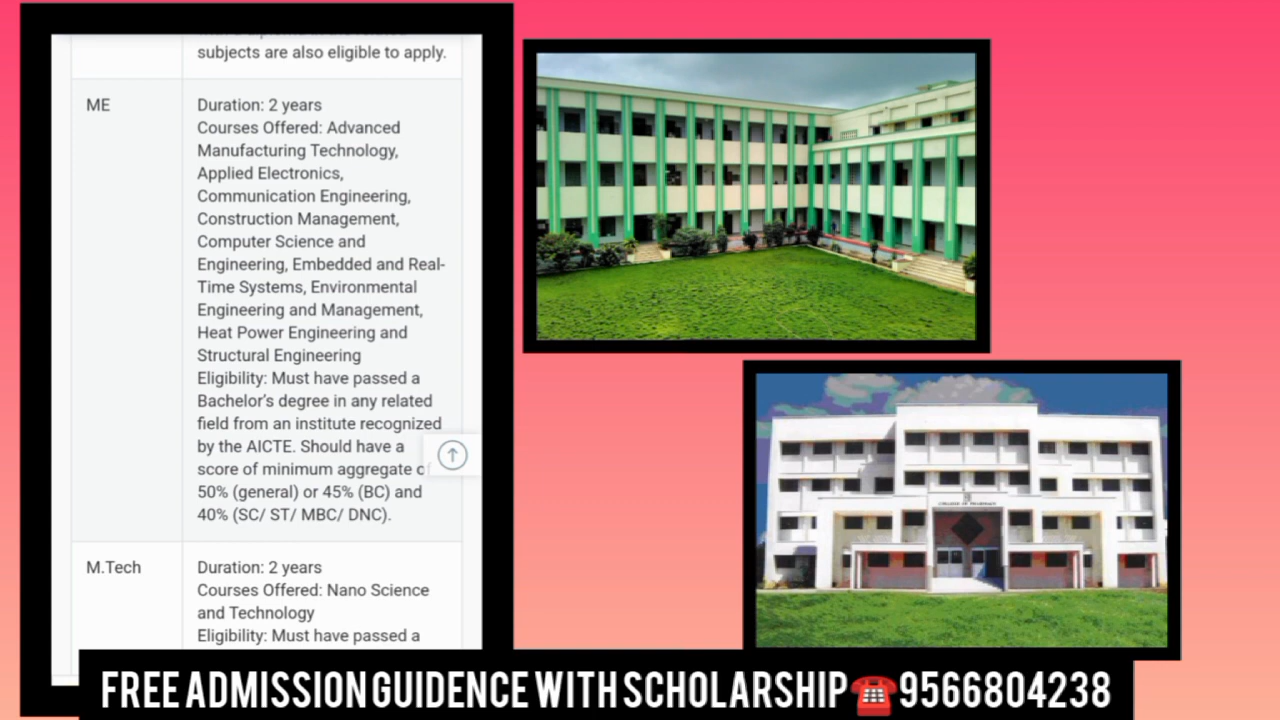 subjects are also eligible to apply.
ME
Duration: 2 years
Courses Offered: Advanced
Manufacturing Technology,
Applied Electronics,
Communication Engineering,
Construction Management,
Computer Science and
Engineering, Embedded and Real-
Time Systems, Environmental
Engineering and Management,
Heat Power Engineering and
Structural Engineering
Eligibility: Must have passed a
Bachelor's degree in any related
field from an institute recognized
by the AICTE. Should have a
score of minimum aggregate of
50% (general) or 45% (BC) and
40% (SC/ ST/ MBC/ DNC).
M.Tech
Duration: 2 years
Courses Offered: Nano Science
and Technology
Eligibility: Must have passed a
COLLEGE OF PHARMACY
FREE ADMISSION GUIDENCE WITH SCHOLARSHIP☎️9566804238